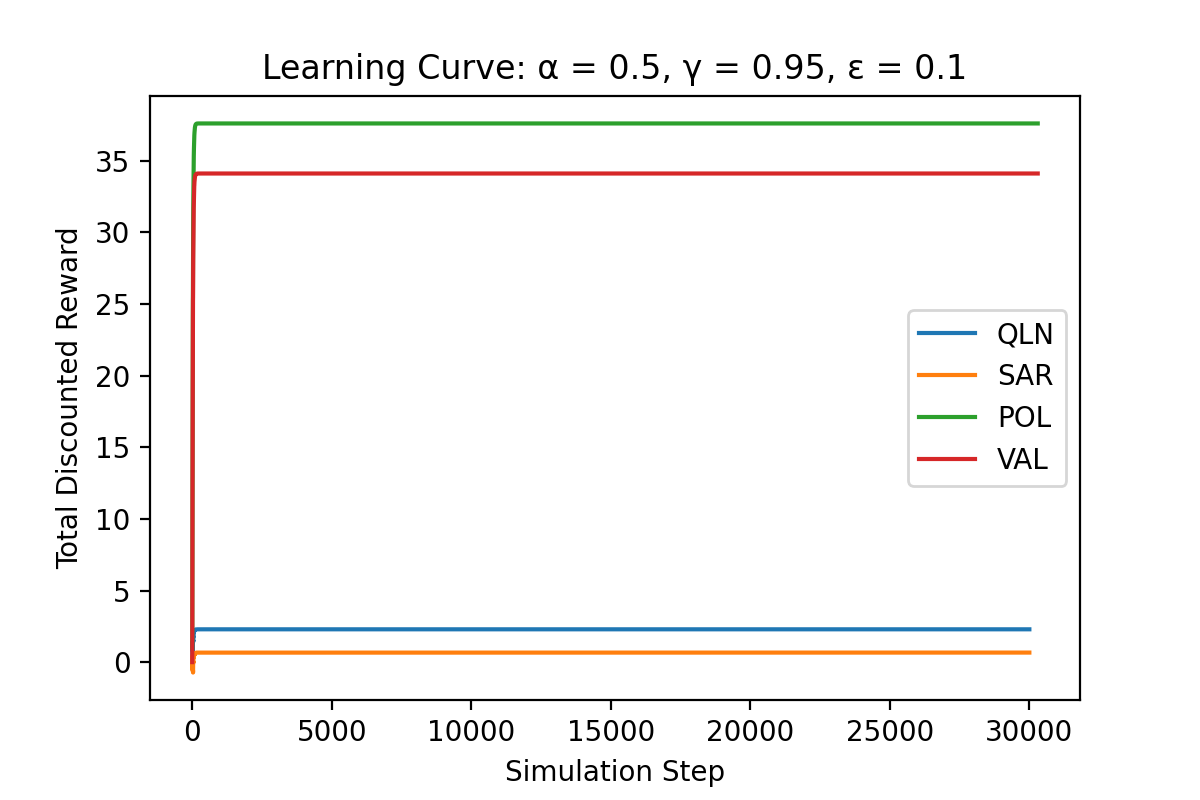 Learning Curve: α = 0.5, γ = 0.95, ε = 0.1
Total Discounted Reward
35
30
25
20
15
10
5
0
QLN
SAR
POL
VAL
0 5000 10000 15000 20000 25000 30000
Simulation Step